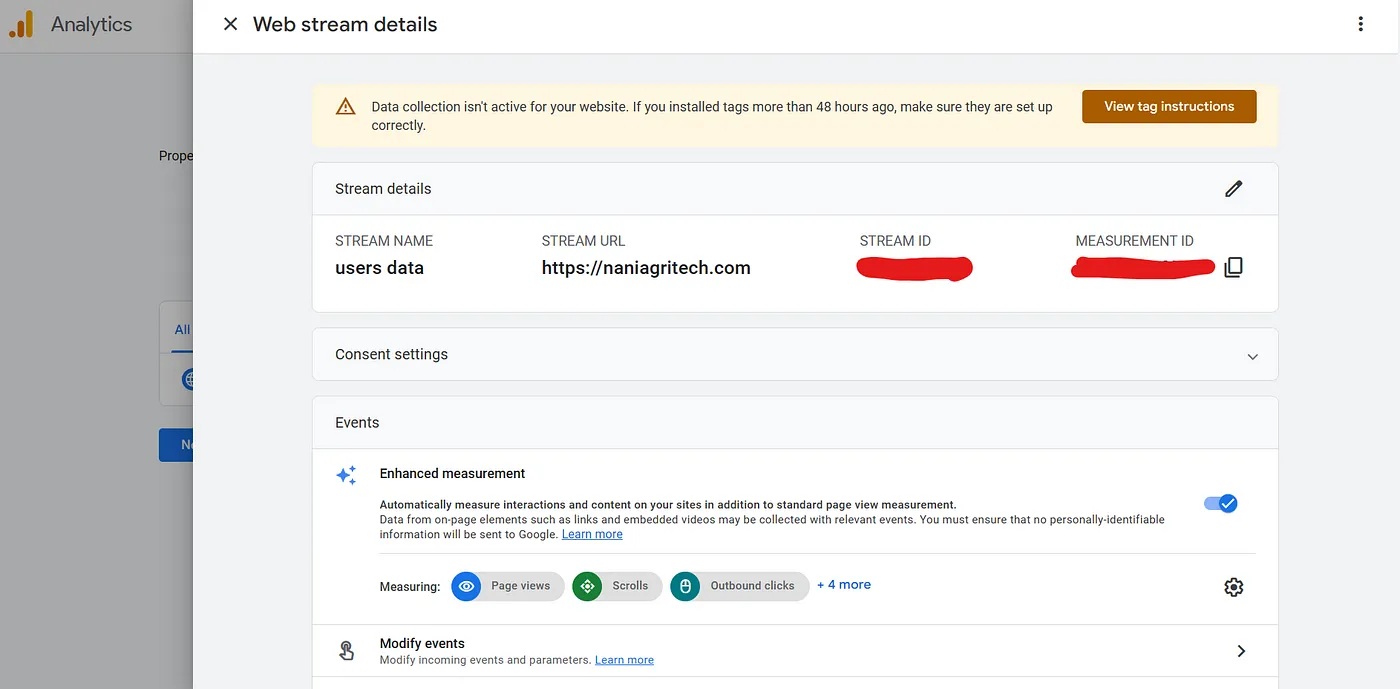 Analytics
Web stream details
Data collection isn't active for your website. If you installed tags more than 48 hours ago, make sure they are set up
correctly.
View tag instructions
Prope
Stream details
STREAM NAME
STREAM URL
STREAM ID
MEASUREMENT ID
users data
https://naniagritech.com
All
Consent settings
Events
Ne
Enhanced measurement
Automatically measure interactions and content on your sites in addition to standard page view measurement.
Data from on-page elements such as links and embedded videos may be collected with relevant events. You must ensure that no personally-identifiable
information will be sent to Google. Learn more
Measuring: Page views Scrolls Outbound clicks + 4 more
Modify events
Modify incoming events and parameters. Learn more